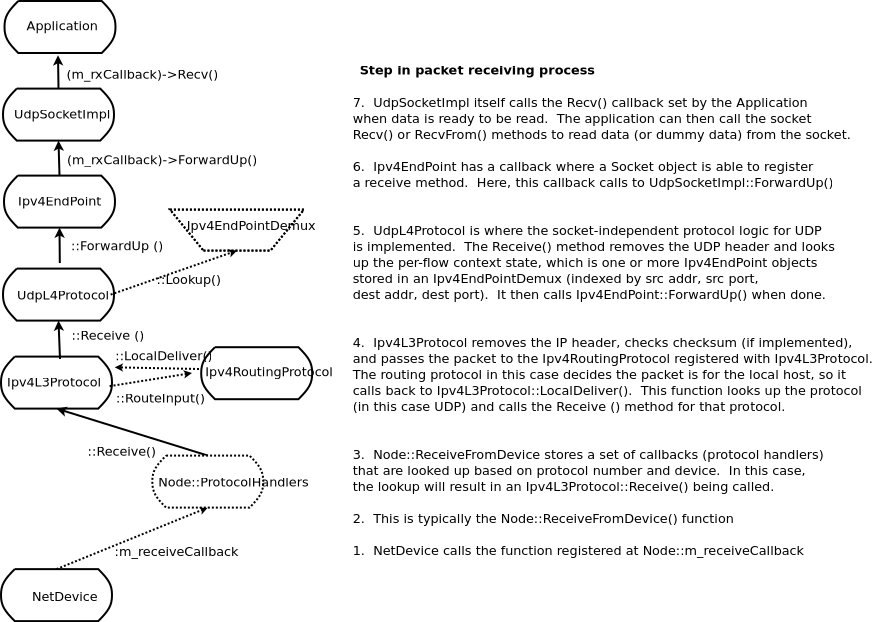 Application
(m_rxCallback)->Recv()
UdpSocketImpl
(m_rxCallback)->ForwardUp()
Ipv4EndPoint
Ipv4EndPointDemux
::ForwardUp ()
::Lookup()
UdpL4Protocol
::Receive ()
::LocalDeliver()
Ipv4RoutingProtocol
Ipv4L3Protocol
::RouteInput()
::Receive()
Node::ProtocolHandlers
:m_receiveCallback
NetDevice
Step in packet receiving process
7. UdpSocketImpl itself calls the Recv() callback set by the Application
when data is ready to be read. The application can then call the socket
Recv() or RecvFrom() methods to read data (or dummy data) from the socket.
6. Ipv4EndPoint has a callback where a Socket object is able to register
a receive method. Here, this callback calls to UdpSocketImpl::ForwardUp()
5. UdpL4Protocol is where the socket-independent protocol logic for UDP
is implemented. The Receive() method removes the UDP header and looks
up the per-flow context state, which is one or more Ipv4EndPoint objects
stored in an Ipv4EndPointDemux (indexed by src addr, src port,
dest addr, dest port). It then calls Ipv4EndPoint::ForwardUp() when done.
4. Ipv4L3Protocol removes the IP header, checks checksum (if implemented),
and passes the packet to the Ipv4RoutingProtocol registered with Ipv4L3Protocol.
The routing protocol in this case decides the packet is for the local host, so it
calls back to Ipv4L3Protocol::LocalDeliver(). This function looks up the protocol
(in this case UDP) and calls the Receive () method for that protocol.
3. Node::ReceiveFromDevice stores a set of callbacks (protocol handlers)
that are looked up based on protocol number and device. In this case,
the lookup will result in an Ipv4L3Protocol::Receive() being called.
2. This is typically the Node::ReceiveFromDevice() function
1. NetDevice calls the function registered at Node::m_receiveCallback